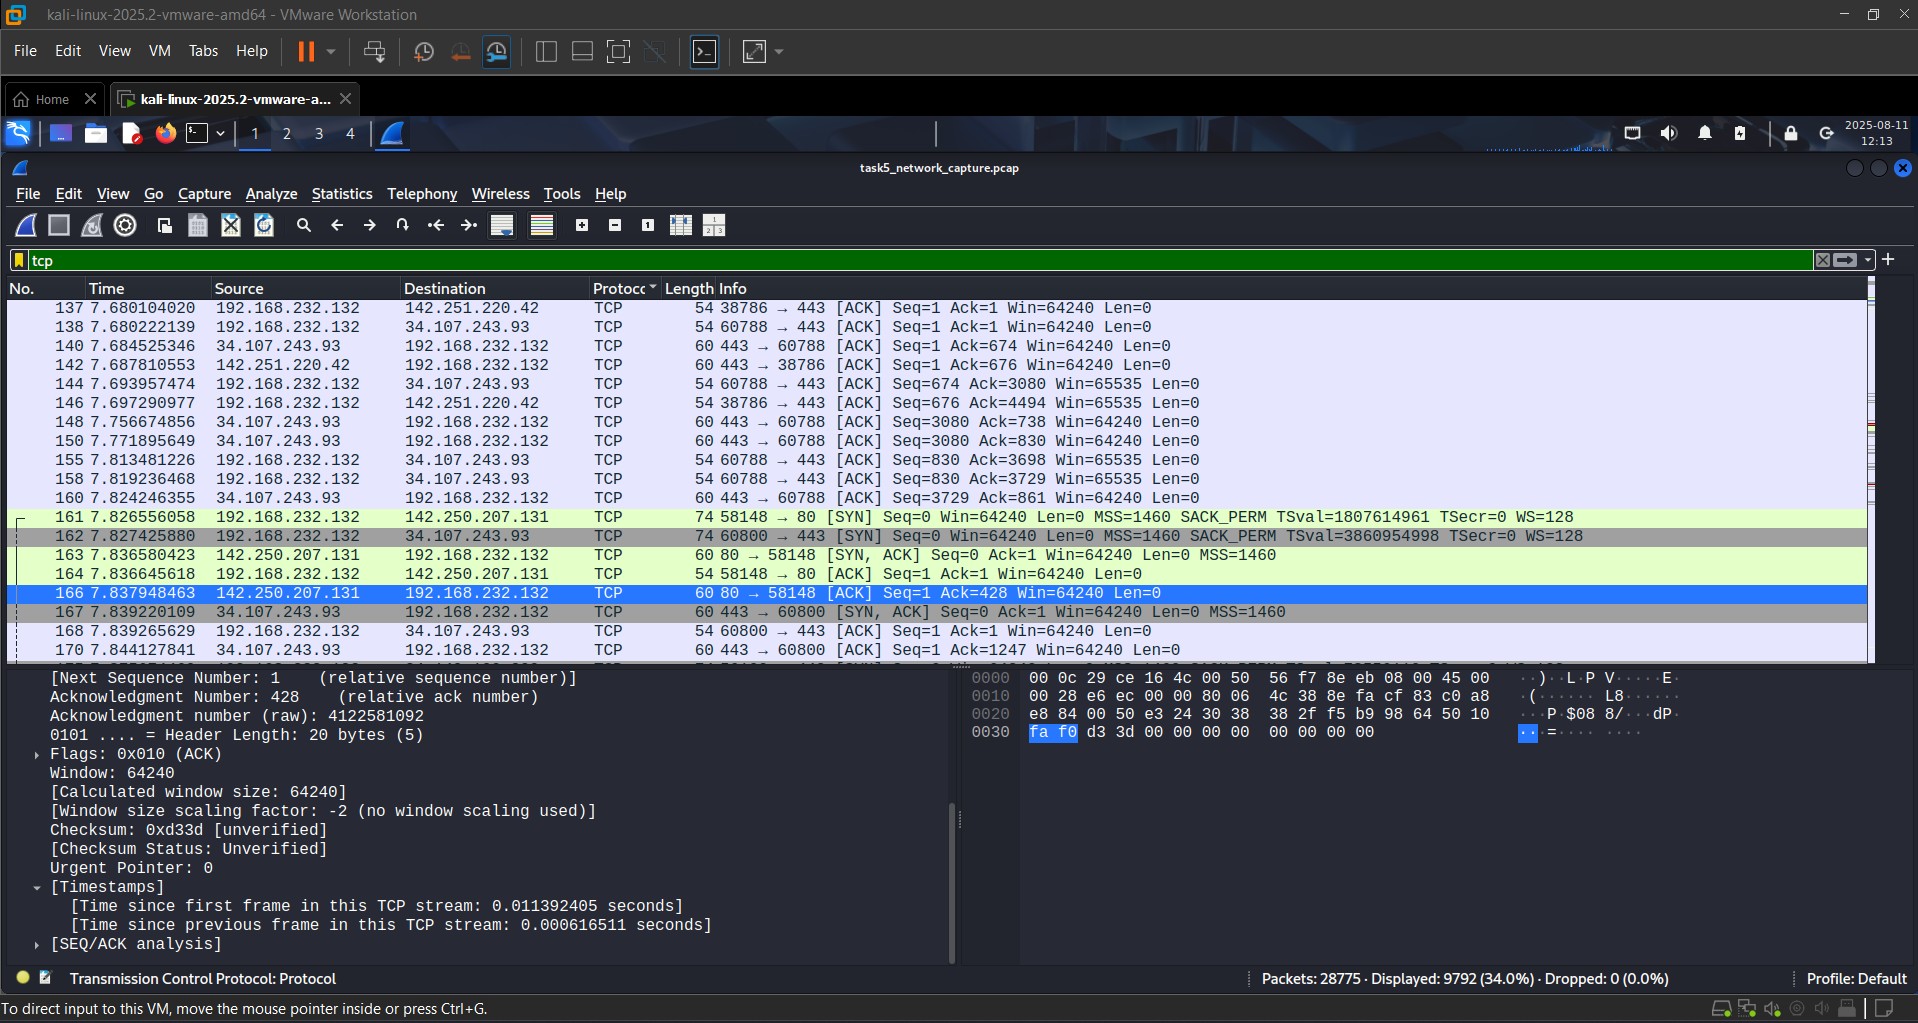 kali-linux-2025.2-vmware-amd64 - VMware Workstation
File Edit View VM Tabs Help
Home kali-linux-2025.2-vmware-a...
1 2 3 4 2025-08-11
12:13
task5_network_capture.pcap
File Edit View Go Capture Analyze Statistics Telephony Wireless Tools Help
tcp
No. Time Source Destination Protocc Length Info
137 7.680104020 192.168.232.132 142.251.220.42 TCP 54 38786 → 443 [ACK] Seq=1 Ack=1 Win=64240 Len=0
138 7.680222139 192.168.232.132 34.107.243.93 TCP 54 60788 → 443 [ACK] Seq=1 Ack=1 Win=64240 Len=0
140 7.684525346 34.107.243.93 192.168.232.132 TCP 60 443 → 60788 [ACK] Seq=1 Ack=674 Win=64240 Len=0
142 7.687810553 142.251.220.42 192.168.232.132 TCP 60 443 → 38786 [ACK] Seq=1 Ack=676 Win=64240 Len=0
144 7.693957474 192.168.232.132 34.107.243.93 TCP 54 60788 → 443 [ACK] Seq=674 Ack=3080 Win=65535 Len=0
146 7.697290977 192.168.232.132 142.251.220.42 TCP 54 38786 → 443 [ACK] Seq=676 Ack=4494 Win=65535 Len=0
148 7.756674856 34.107.243.93 192.168.232.132 TCP 60 443 → 60788 [ACK] Seq=3080 Ack=738 Win=64240 Len=0
150 7.771895649 34.107.243.93 192.168.232.132 TCP 60 443 → 60788 [ACK] Seq=3080 Ack=830 Win=64240 Len=0
155 7.813481226 192.168.232.132 34.107.243.93 TCP 54 60788 → 443 [ACK] Seq=830 Ack=3698 Win=65535 Len=0
158 7.819236468 192.168.232.132 34.107.243.93 TCP 54 60788 → 443 [ACK] Seq=830 Ack=3729 Win=65535 Len=0
160 7.824246355 34.107.243.93 192.168.232.132 TCP 60 443 → 60788 [ACK] Seq=3729 Ack=861 Win=64240 Len=0
161 7.826556058 192.168.232.132 142.250.207.131 TCP 74 58148 → 80 [SYN] Seq=0 Win=64240 Len=0 MSS=1460 SACK_PERM TSval=1807614961 TSecr=0 WS=128
162 7.827425880 192.168.232.132 34.107.243.93 TCP 74 60800 → 443 [SYN] Seq=0 Win=64240 Len=0 MSS=1460 SACK_PERM TSval=3860954998 TSecr=0 WS=128
163 7.836580423 142.250.207.131 192.168.232.132 TCP 60 80 → 58148 [SYN, ACK] Seq=0 Ack=1 Win=64240 Len=0 MSS=1460
164 7.836645618 192.168.232.132 142.250.207.131 TCP 54 58148 → 80 [ACK] Seq=1 Ack=1 Win=64240 Len=0
166 7.837948463 142.250.207.131 192.168.232.132 TCP 60 80 → 58148 [ACK] Seq=1 Ack=428 Win=64240 Len=0
167 7.839220109 34.107.243.93 192.168.232.132 TCP 60 443 → 60800 [SYN, ACK] Seq=0 Ack=1 Win=64240 Len=0 MSS=1460
168 7.839265629 192.168.232.132 34.107.243.93 TCP 54 60800 → 443 [ACK] Seq=1 Ack=1 Win=64240 Len=0
170 7.844127841 34.107.243.93 192.168.232.132 TCP 60 443 → 60800 [ACK] Seq=1 Ack=1247 Win=64240 Len=0
[Next Sequence Number: 1 (relative sequence number)]
Acknowledgment Number: 428 (relative ack number)
Acknowledgment number (raw): 4122581092
0101 .... = Header Length: 20 bytes (5)
Flags: 0x010 (ACK)
Window: 64240
[Calculated window size: 64240]
[Window size scaling factor: -2 (no window scaling used)]
Checksum: 0xd33d [unverified]
[Checksum Status: Unverified]
Urgent Pointer: 0
[Timestamps]
[Time since first frame in this TCP stream: 0.011392405 seconds]
[Time since previous frame in this TCP stream: 0.000616511 seconds]
[SEQ/ACK analysis]
0000 00 0c 29 ce 16 4c 00 50 56 f7 8e eb 08 00 45 00 ··)··L·P V·····E·
0010 00 28 e6 ec 00 00 80 06 4c 38 8e fa cf 83 c0 a8 ·(······ L8······
0020 e8 84 00 50 e3 24 30 38 38 2f f5 b9 98 64 50 10 ···P·$08 8/···dP·
0030 fa f0 d3 3d 00 00 00 00 00 00 00 00 ···=···· ····
Transmission Control Protocol: Protocol
Packets: 28775 · Displayed: 9792 (34.0%) · Dropped: 0 (0.0%)
Profile: Default
To direct input to this VM, move the mouse pointer inside or press Ctrl+G.